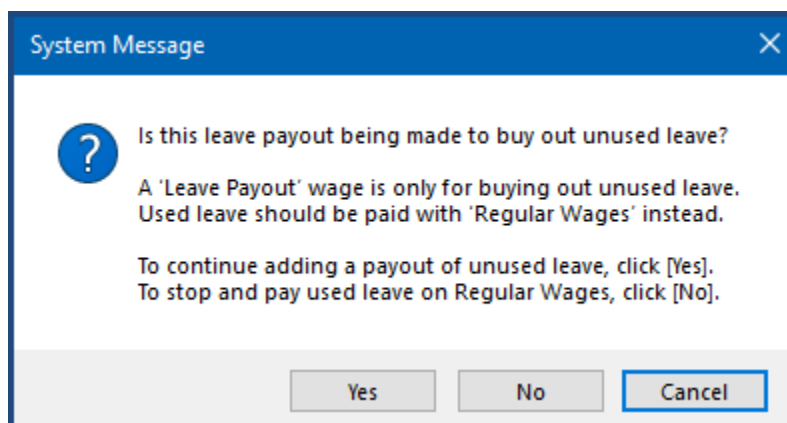 System Message
Is this leave payout being made to buy out unused leave?
A 'Leave Payout' wage is only for buying out unused leave.
Used leave should be paid with 'Regular Wages' instead.
To continue adding a payout of unused leave, click [Yes].
To stop and pay used leave on Regular Wages, click [No].
Yes
No
Cancel